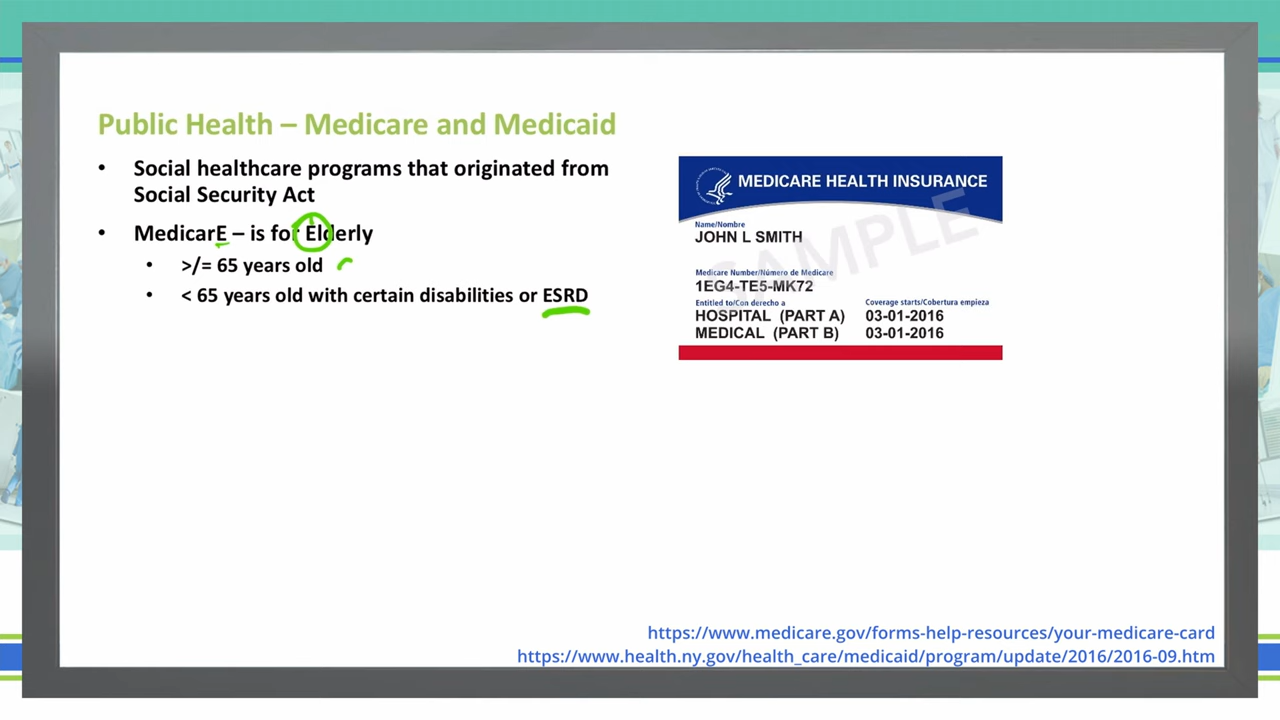 Public Health – Medicare and Medicaid
• Social healthcare programs that originated from
Social Security Act
• MedicarE – is for Elderly
• >/= 65 years old
• < 65 years old with certain disabilities or ESRD
MEDICARE HEALTH INSURANCE
Name/Nombre
JOHN L SMITH
Medicare Number/Número de Medicare
1EG4-TE5-MK72
Entitled to/Con derecho a Coverage starts/Cobertura empieza
HOSPITAL (PART A) 03-01-2016
MEDICAL (PART B) 03-01-2016
SAMPLE
https://www.medicare.gov/forms-help-resources/your-medicare-card
https://www.health.ny.gov/health_care/medicaid/program/update/2016/2016-09.htm